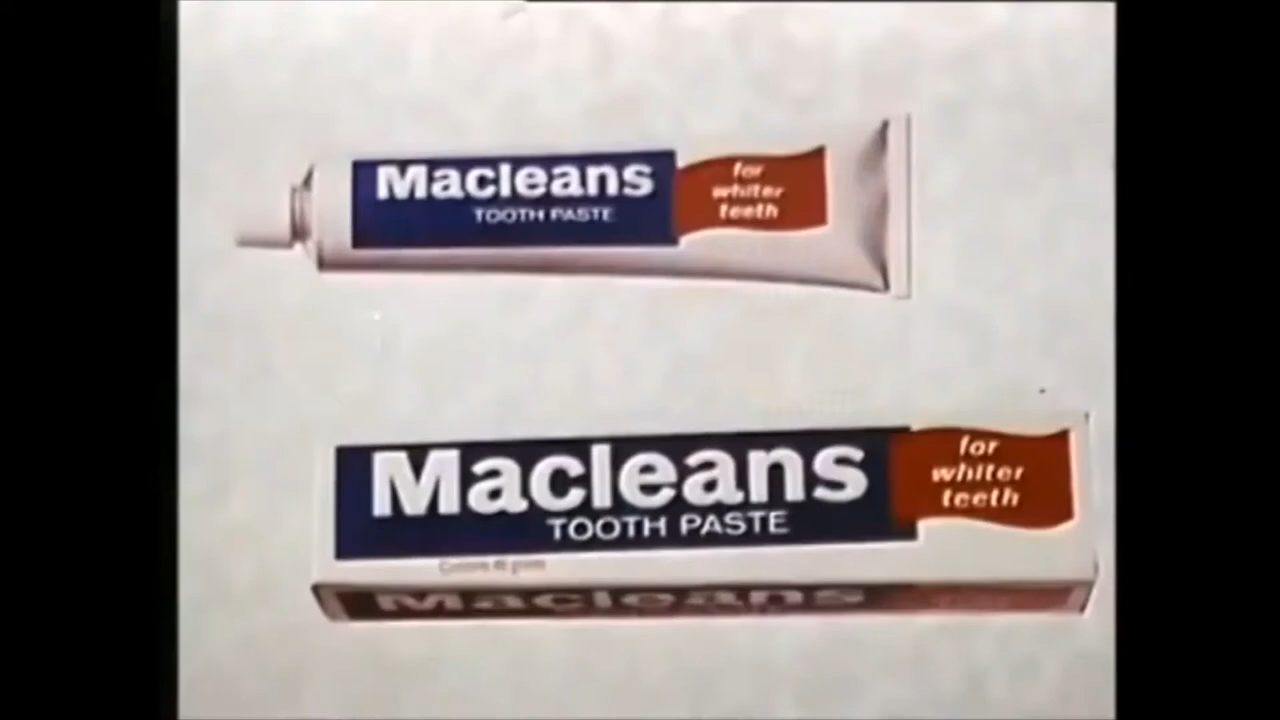 Macleans
TOOTH PASTE
for
whiter
teeth
Macleans
TOOTH PASTE
for
whiter
teeth
Macleans